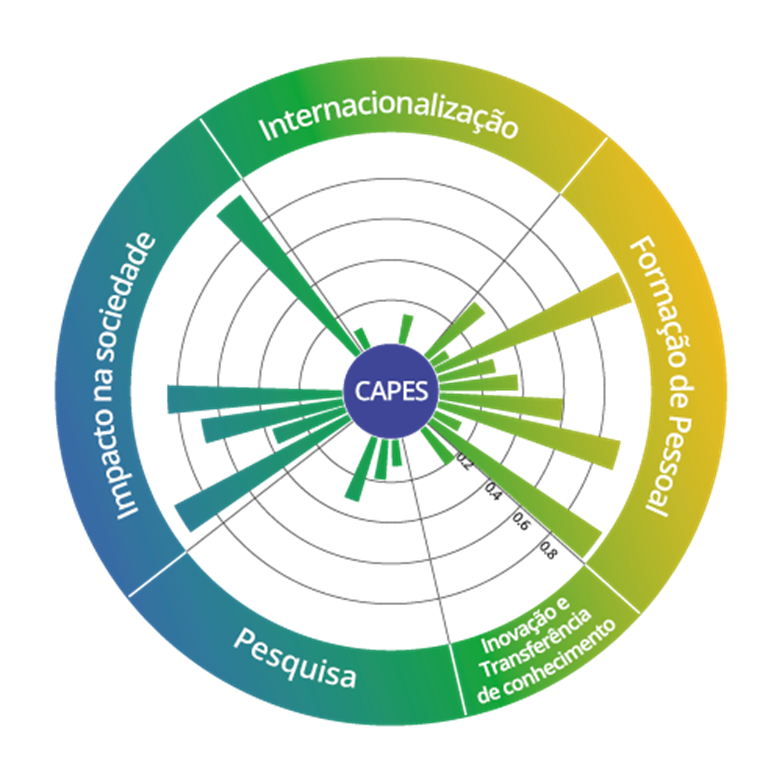 Internacionalização
Formação de Pessoal
Impacto na sociedade
CAPES
0.2
0.4
0.6
0.8
Pesquisa
Inovação e
Transferência
de conhecimento